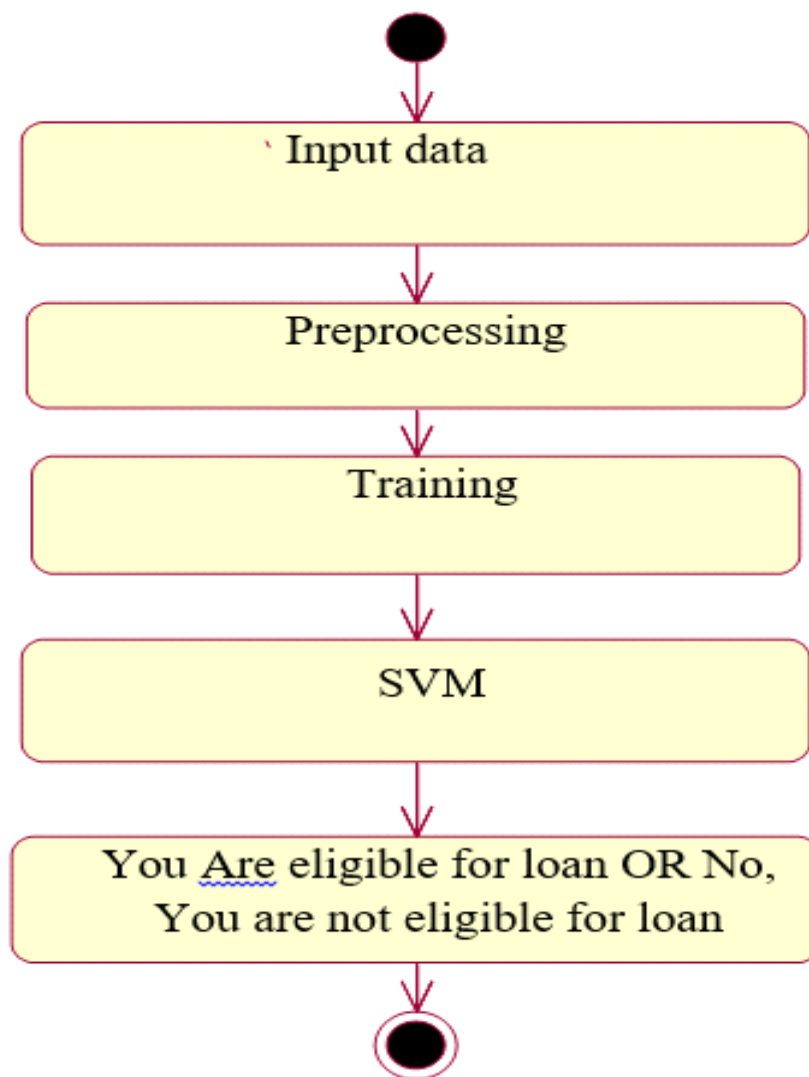 Input data
Preprocessing
Training
SVM
You Are eligible for loan OR No,
You are not eligible for loan